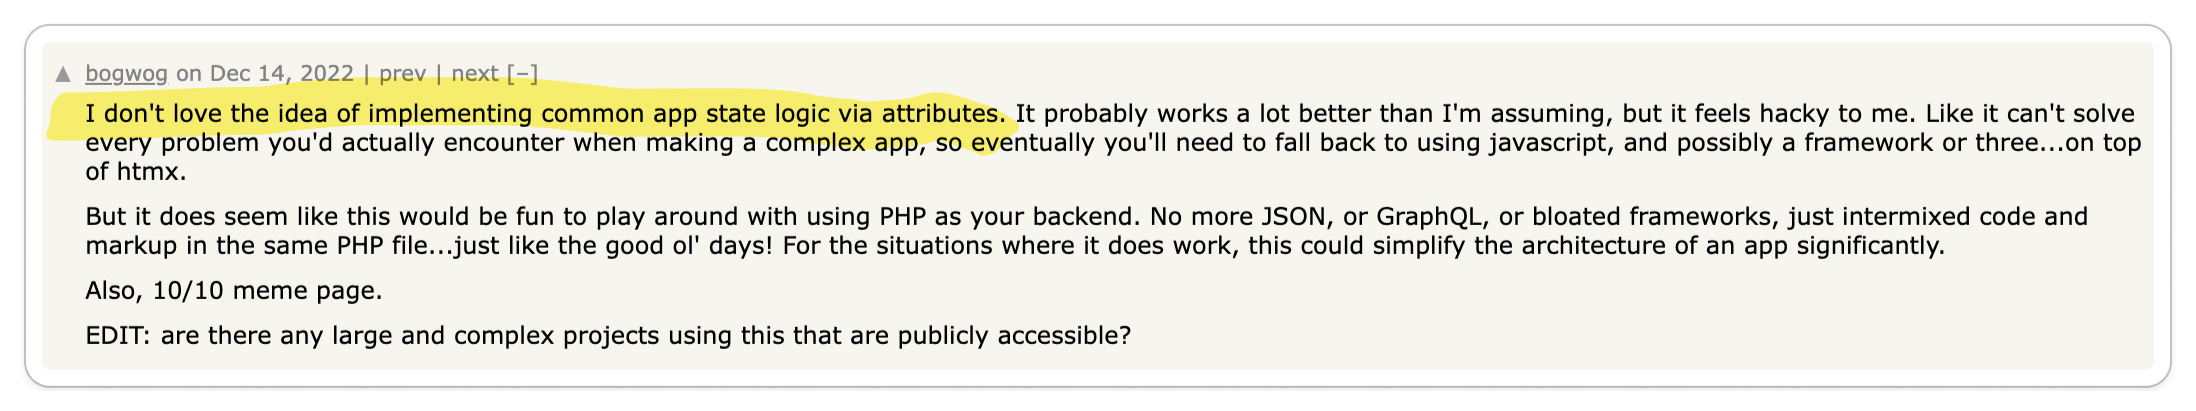 ▲ bogwog on Dec 14, 2022 | prev | next [–]
I don't love the idea of implementing common app state logic via attributes. It probably works a lot better than I'm assuming, but it feels hacky to me. Like it can't solve
every problem you'd actually encounter when making a complex app, so eventually you'll need to fall back to using javascript, and possibly a framework or three...on top
of htmx.
But it does seem like this would be fun to play around with using PHP as your backend. No more JSON, or GraphQL, or bloated frameworks, just intermixed code and
markup in the same PHP file...just like the good ol' days! For the situations where it does work, this could simplify the architecture of an app significantly.
Also, 10/10 meme page.
EDIT: are there any large and complex projects using this that are publicly accessible?